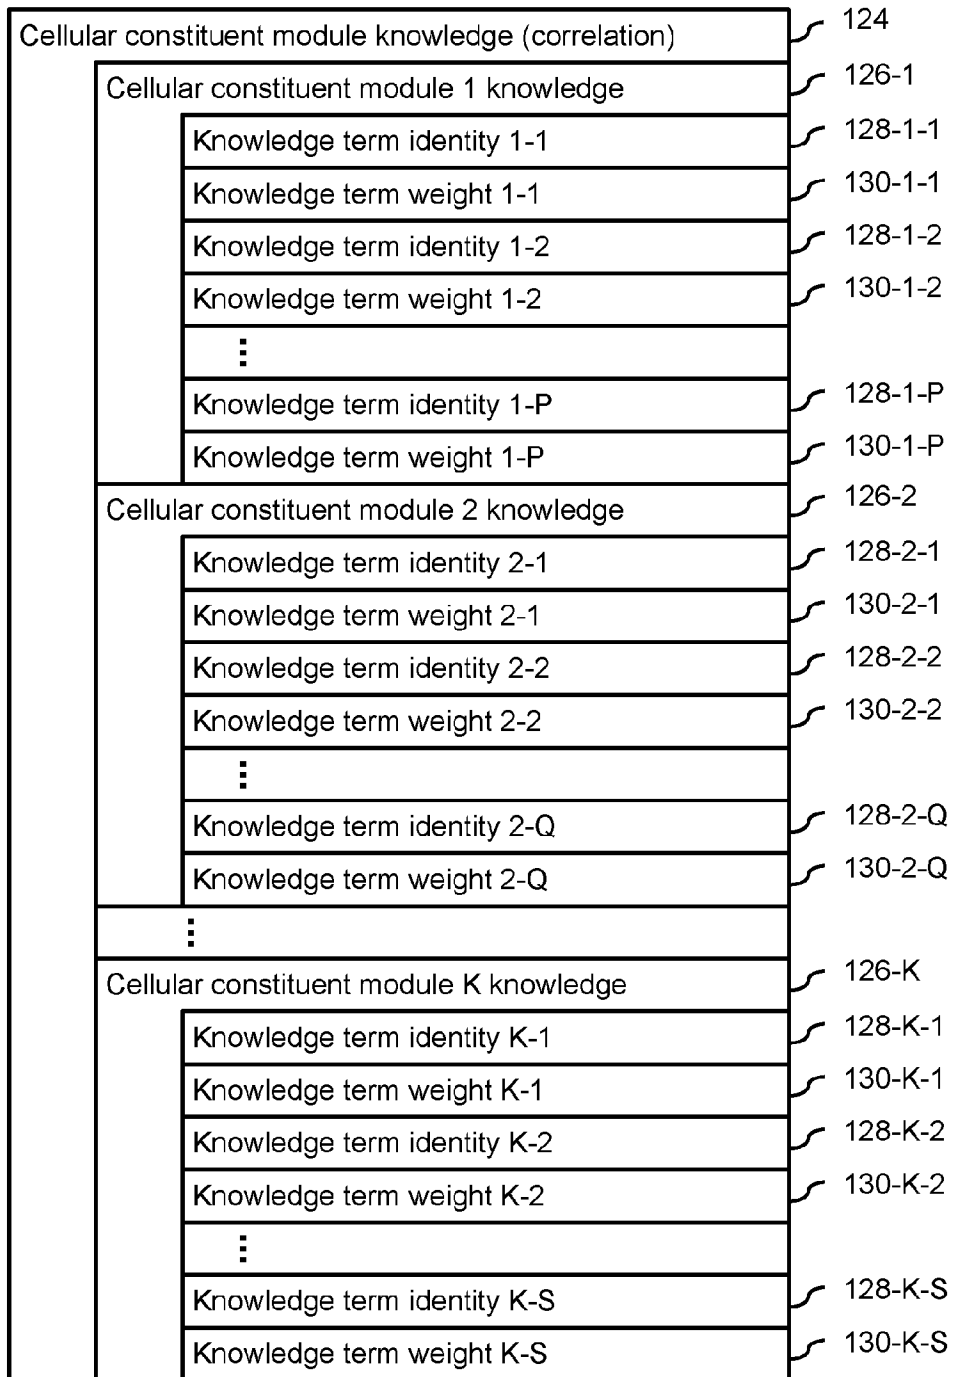 Cellular constituent module knowledge (correlation) 124
Cellular constituent module 1 knowledge 126-1
Knowledge term identity 1-1 128-1-1
Knowledge term weight 1-1 130-1-1
Knowledge term identity 1-2 128-1-2
Knowledge term weight 1-2 130-1-2
⋮
Knowledge term identity 1-P 128-1-P
Knowledge term weight 1-P 130-1-P
Cellular constituent module 2 knowledge 126-2
Knowledge term identity 2-1 128-2-1
Knowledge term weight 2-1 130-2-1
Knowledge term identity 2-2 128-2-2
Knowledge term weight 2-2 130-2-2
⋮
Knowledge term identity 2-Q 128-2-Q
Knowledge term weight 2-Q 130-2-Q
⋮
Cellular constituent module K knowledge 126-K
Knowledge term identity K-1 128-K-1
Knowledge term weight K-1 130-K-1
Knowledge term identity K-2 128-K-2
Knowledge term weight K-2 130-K-2
⋮
Knowledge term identity K-S 128-K-S
Knowledge term weight K-S 130-K-S